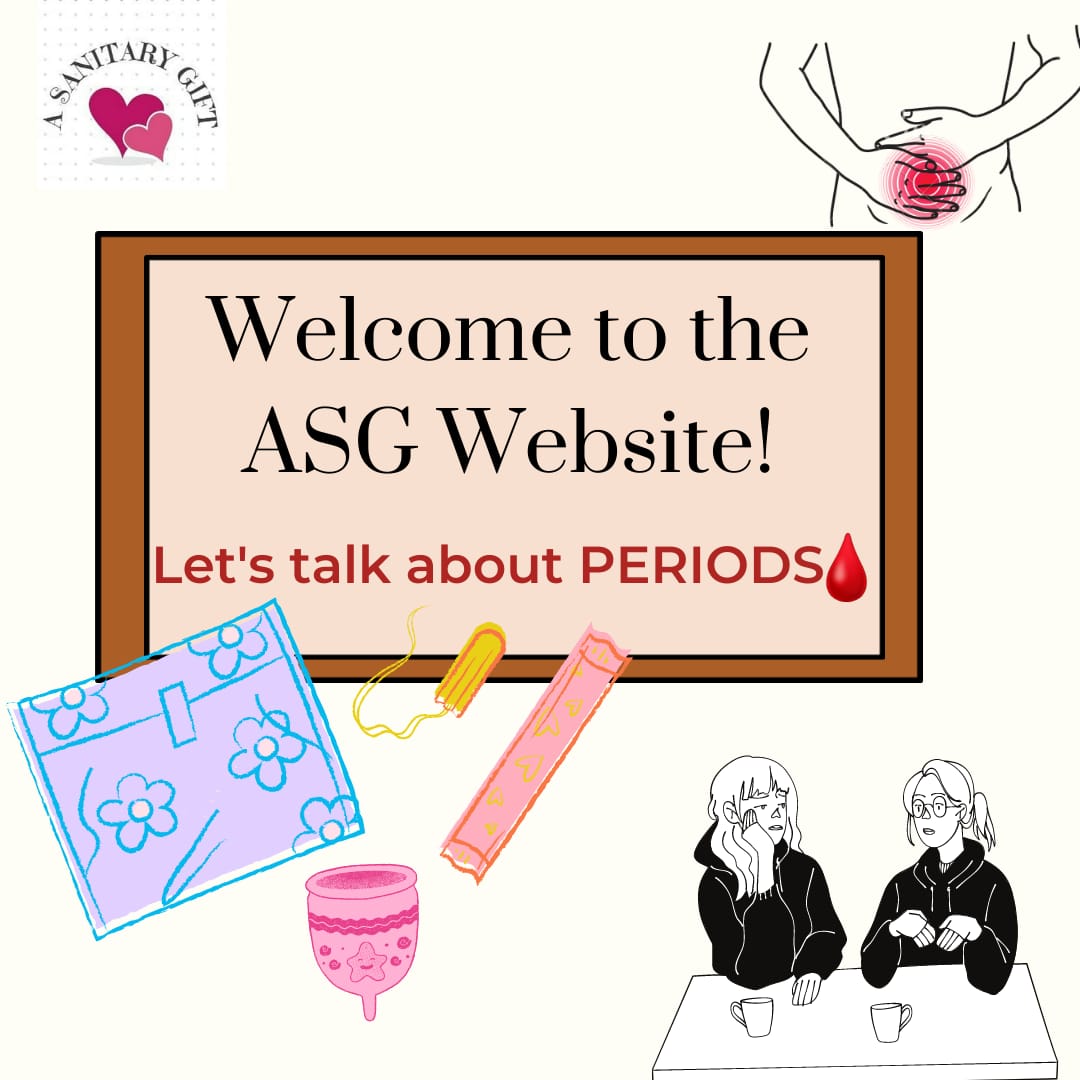 A SANITARY GIFT
Welcome to the
ASG Website!
Let's talk about PERIODS🩸